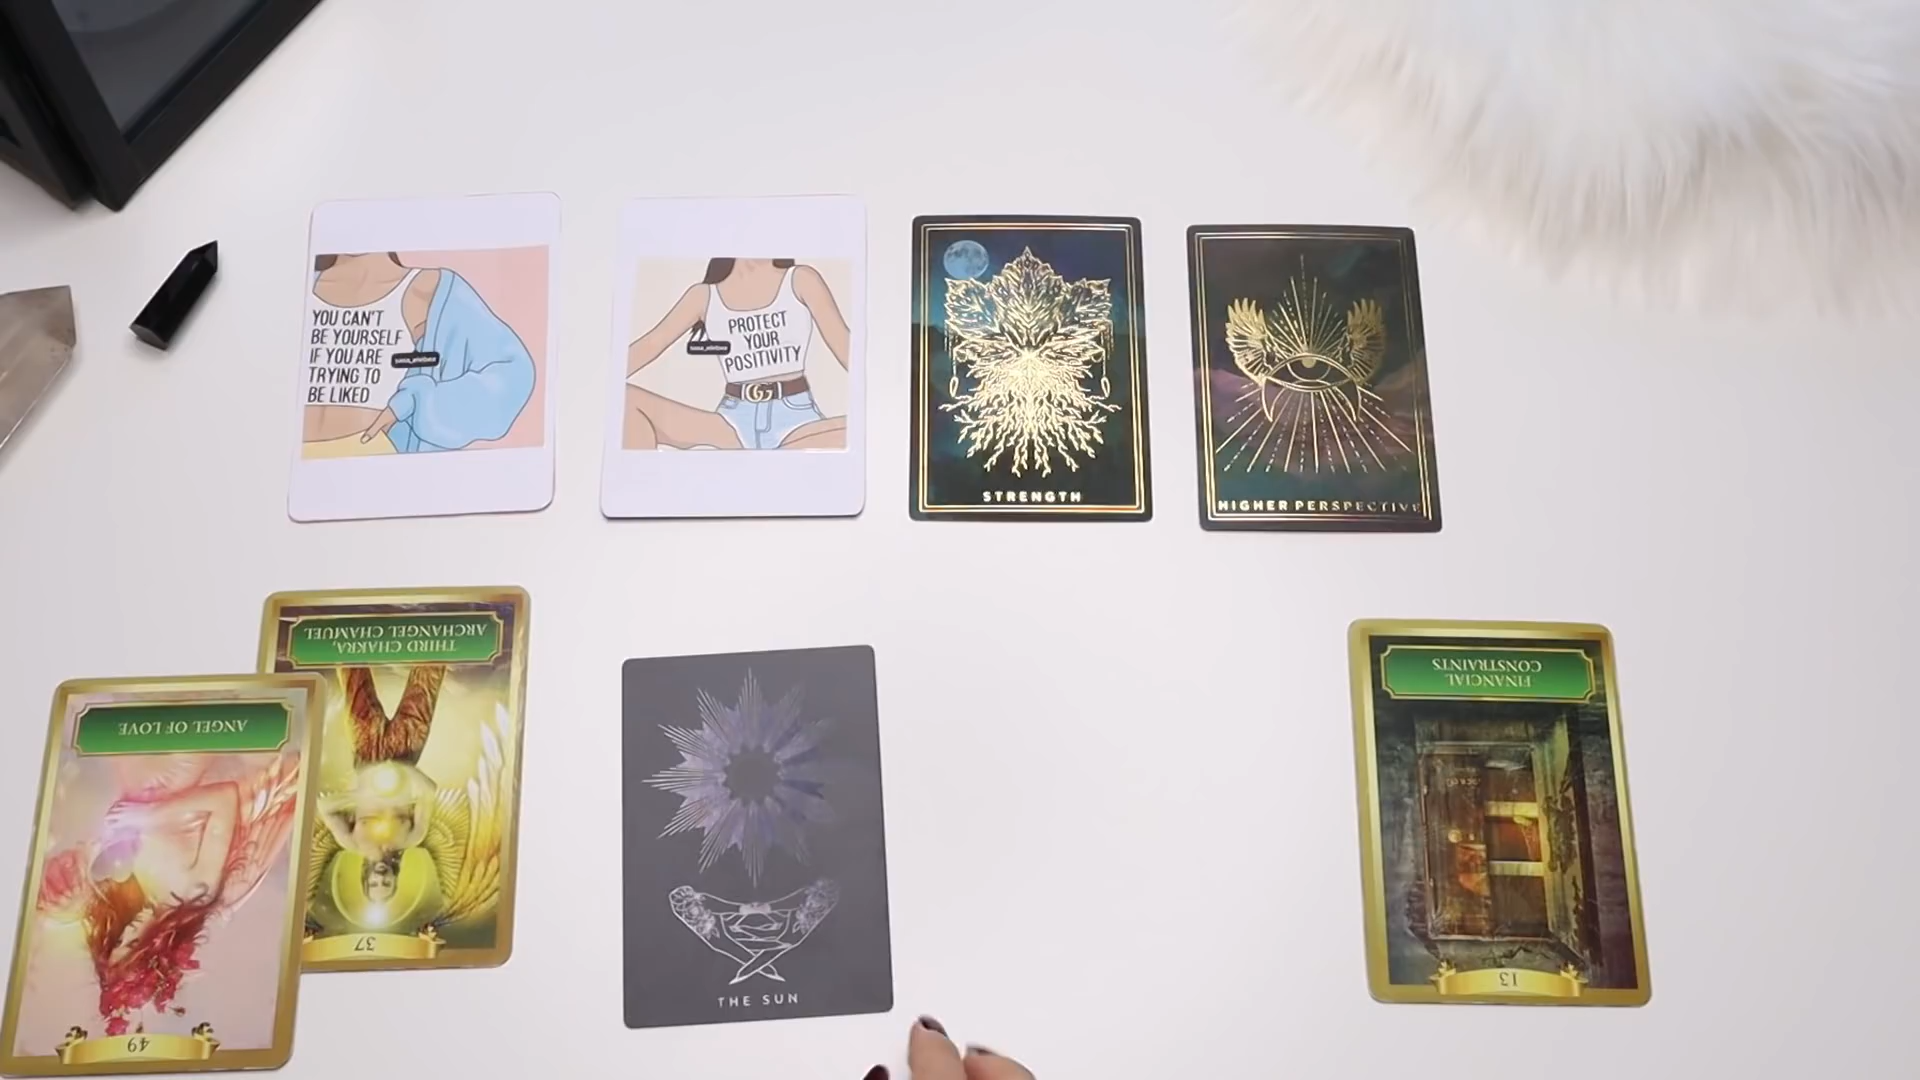 YOU CAN'T
BE YOURSELF
IF YOU ARE
TRYING TO
BE LIKED
PROTECT
YOUR
POSITIVITY
STRENGTH
HIGHER PERSPECTIVE
THIRD CHAKRA,
ARCHANGEL CHAMUEL
37
ANGEL OF LOVE
49
THE SUN
FINANCIAL
CONSTRAINTS
13